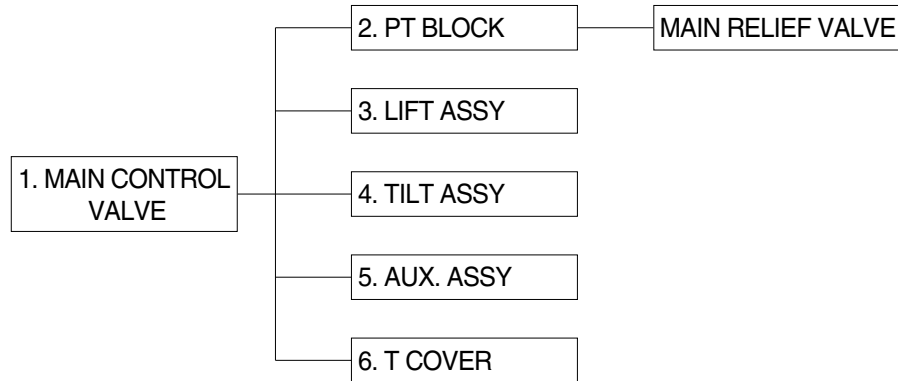 2. PT BLOCK
MAIN RELIEF VALVE
3. LIFT ASSY
1. MAIN CONTROL
VALVE
4. TILT ASSY
5. AUX. ASSY
6. T COVER